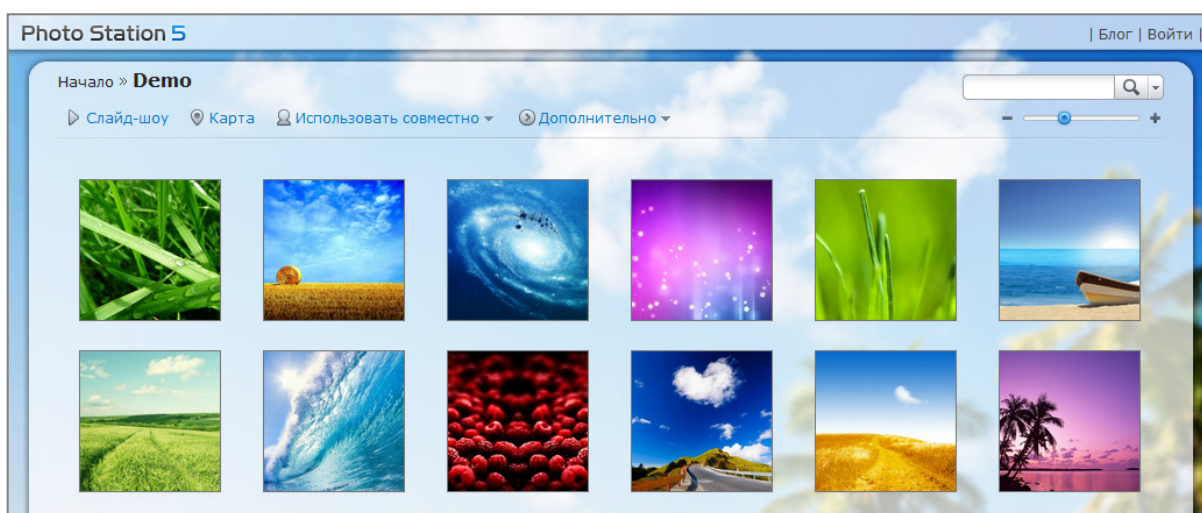 Photo Station 5
| Блог | Войти |
Начало » Demo
Слайд-шоу Карта Использовать совместно Дополнительно